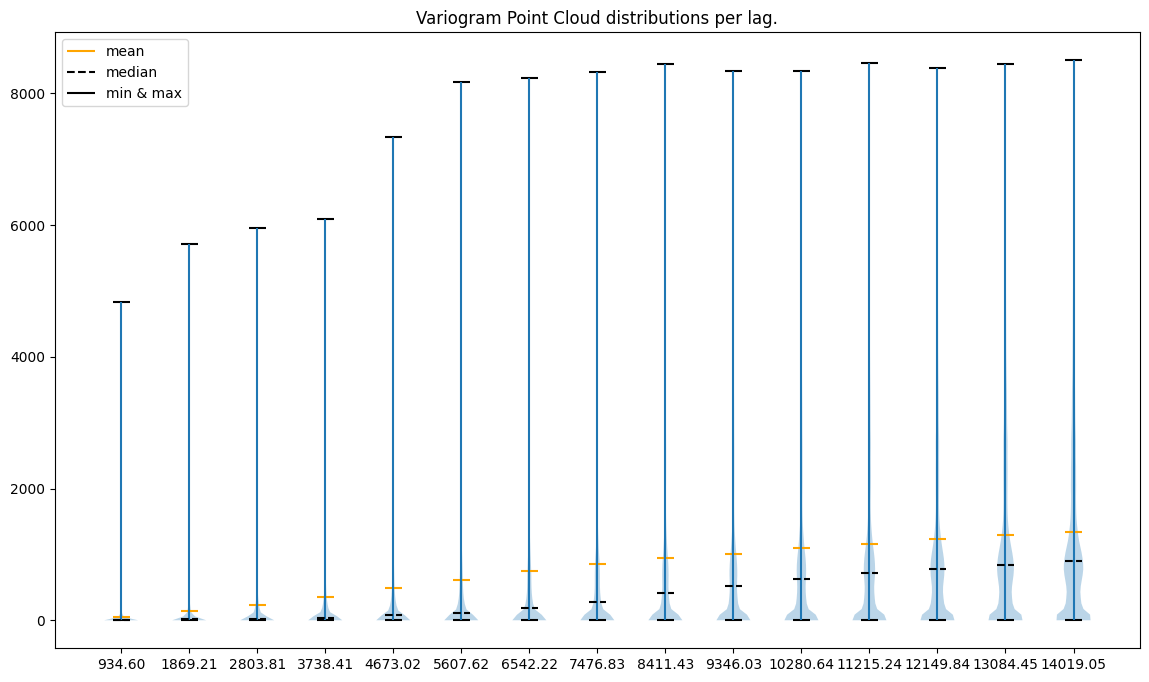 Variogram Point Cloud distributions per lag.
mean
median
min & max
8000
6000
4000
2000
0
934.60 1869.21 2803.81 3738.41 4673.02 5607.62 6542.22 7476.83 8411.43 9346.03 10280.64 11215.24 12149.84 13084.45 14019.05